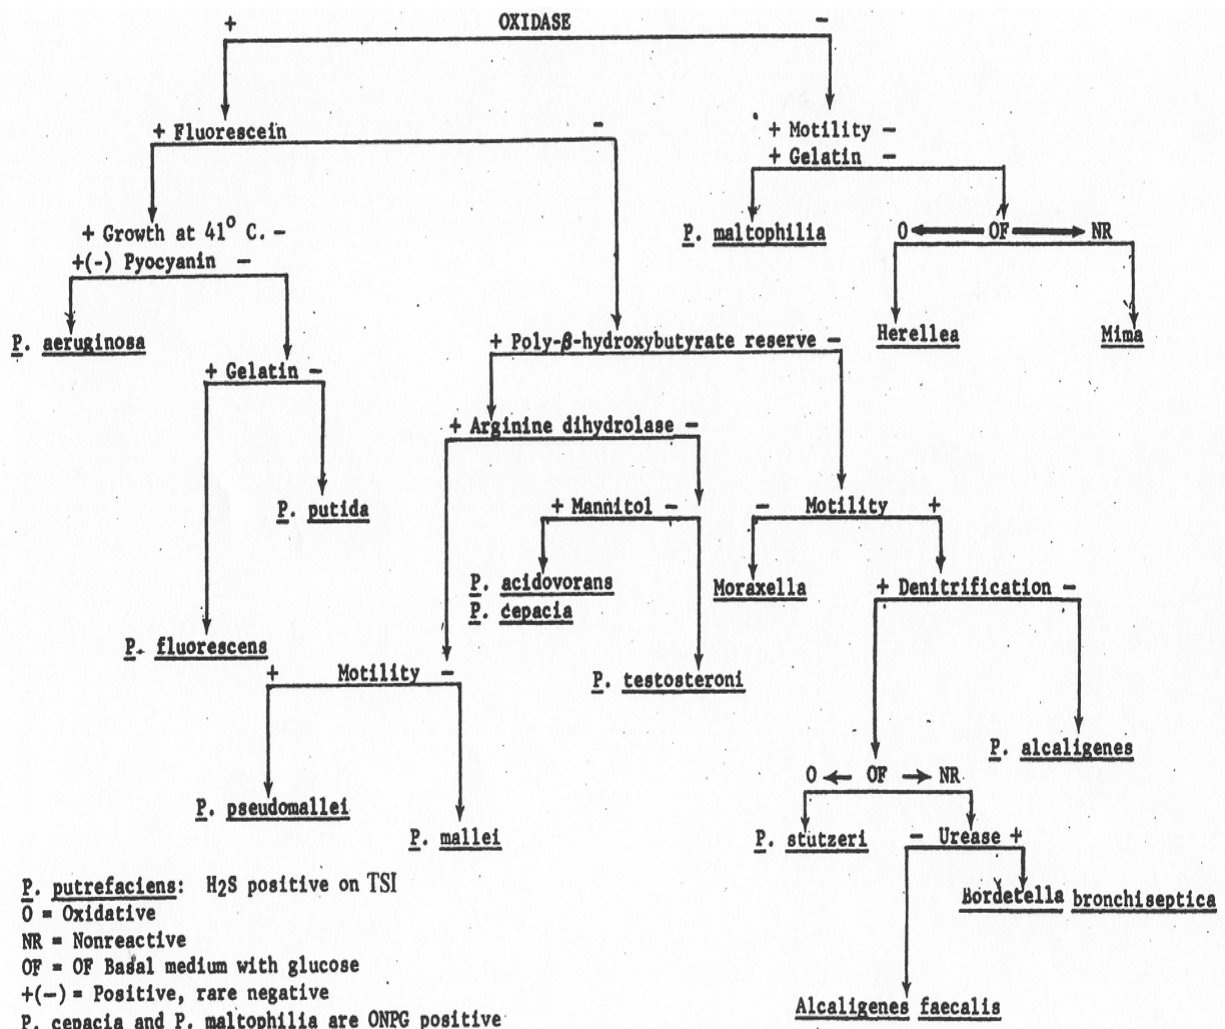 + OXIDASE -
+ Fluorescein -
+ Motility -
+ Gelatin -
+ Growth at 41° C. -
+(-) Pyocyanin -
P. maltophilia
O OF NR
P. aeruginosa
Herellea
Mima
+ Poly-β-hydroxybutyrate reserve -
+ Gelatin -
+ Arginine dihydrolase -
P. putida
+ Mannitol -
- Motility +
P. acidovorans
P. cepacia
Moraxella
+ Denitrification -
P. fluorescens
+ Motility -
P. testosteroni
P. alcaligenes
O OF NR
P. pseudomallei
P. mallei
P. stutzeri
- Urease +
Bordetella bronchiseptica
Alcaligenes faecalis
P. putrefaciens: H2S positive on TSI
O = Oxidative
NR = Nonreactive
OF = OF Basal medium with glucose
+(-) = Positive, rare negative
P. cepacia and P. maltophilia are ONPG positive